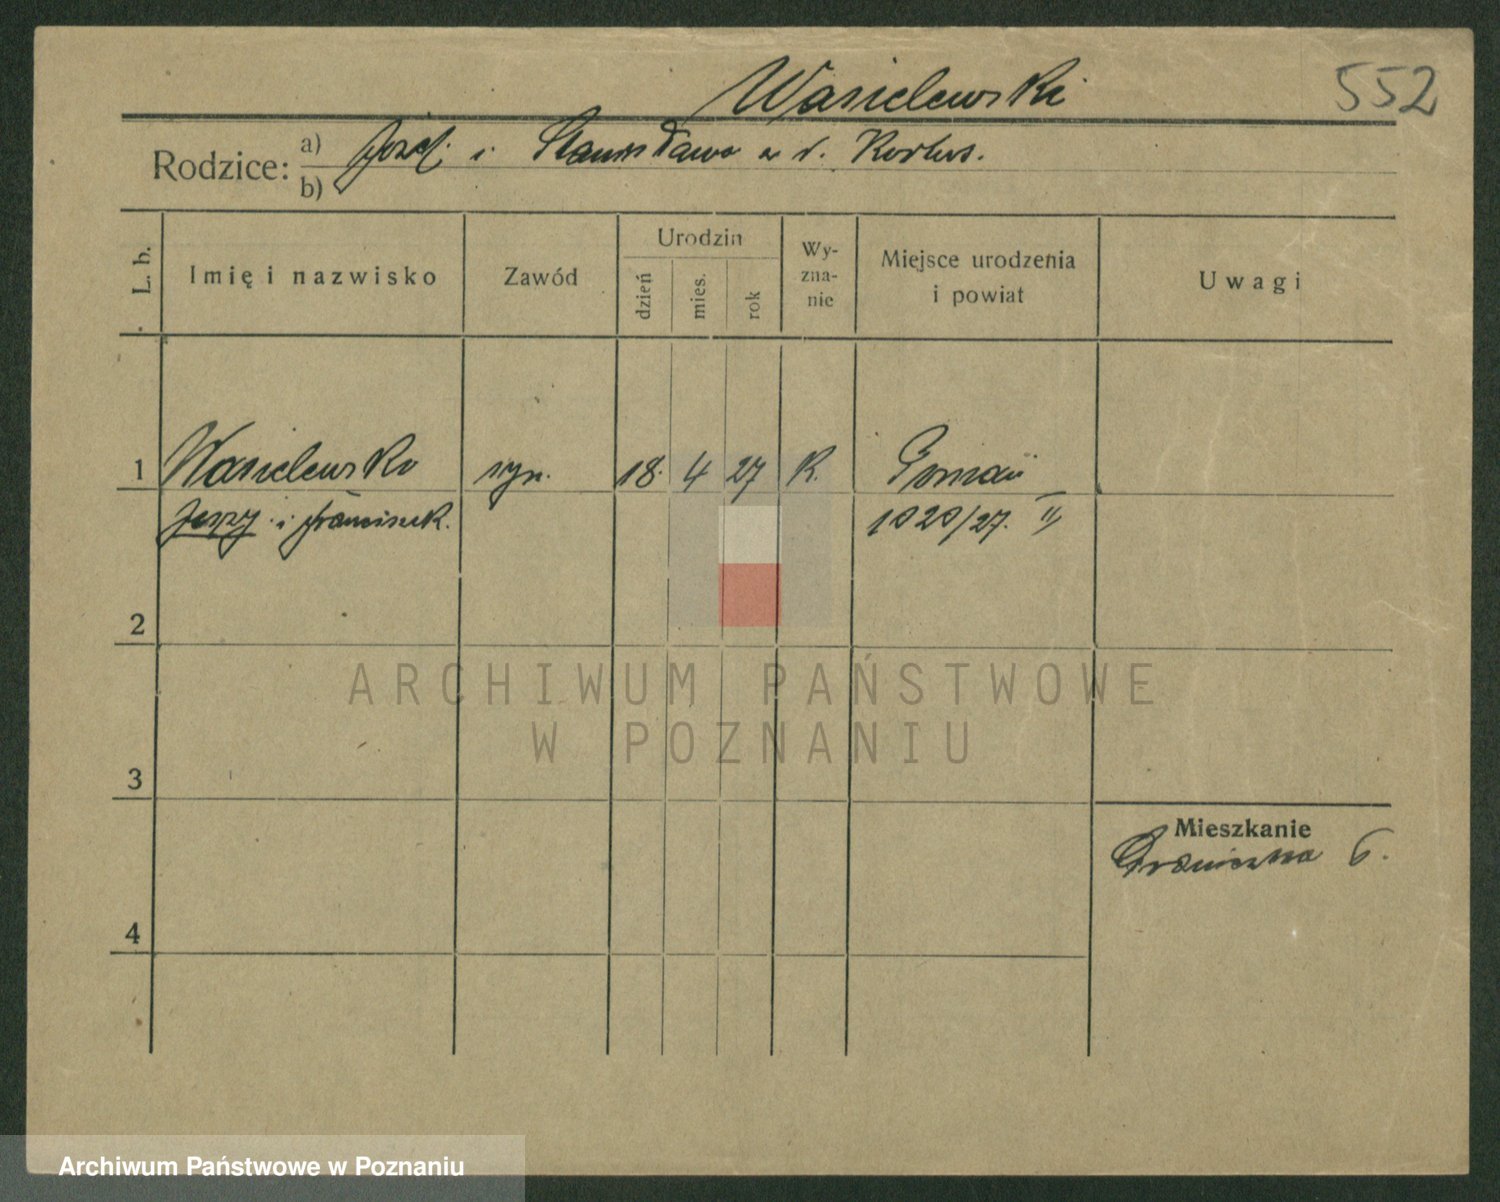 Wasielewski
552
Rodzice: a) Józef. i Stanisława z d. Korbus.
b)
L. b.
Imię i nazwisko
Zawód
Urodzin
dzień
mies.
rok
Wy-
zna-
nie
Miejsce urodzenia
i powiat
Uwagi
1 Wasielewski syn. 18. 4 27 R. Poznań
Jerzy i Franciszek. 1020/27. II
2
ARCHIWUM PAŃSTWOWE
W POZNANIU
3
Mieszkanie
Graniczna 6.
4
Archiwum Państwowe w Poznaniu